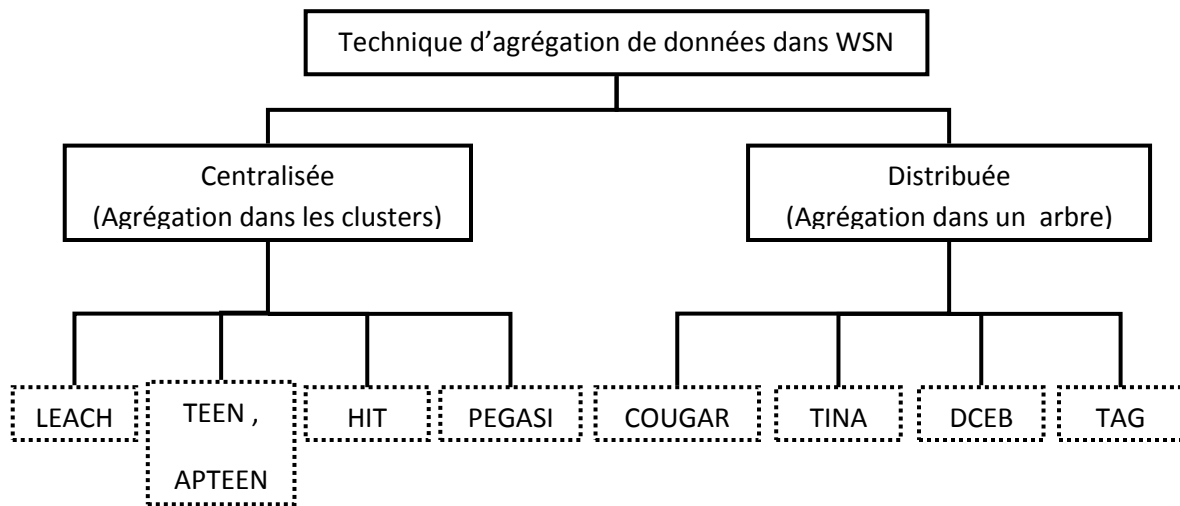 Technique d’agrégation de données dans WSN
Centralisée
(Agrégation dans les clusters)
Distribuée
(Agrégation dans un arbre)
LEACH
TEEN ,
APTEEN
HIT
PEGASI
COUGAR
TINA
DCEB
TAG